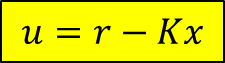 u = r − Kx